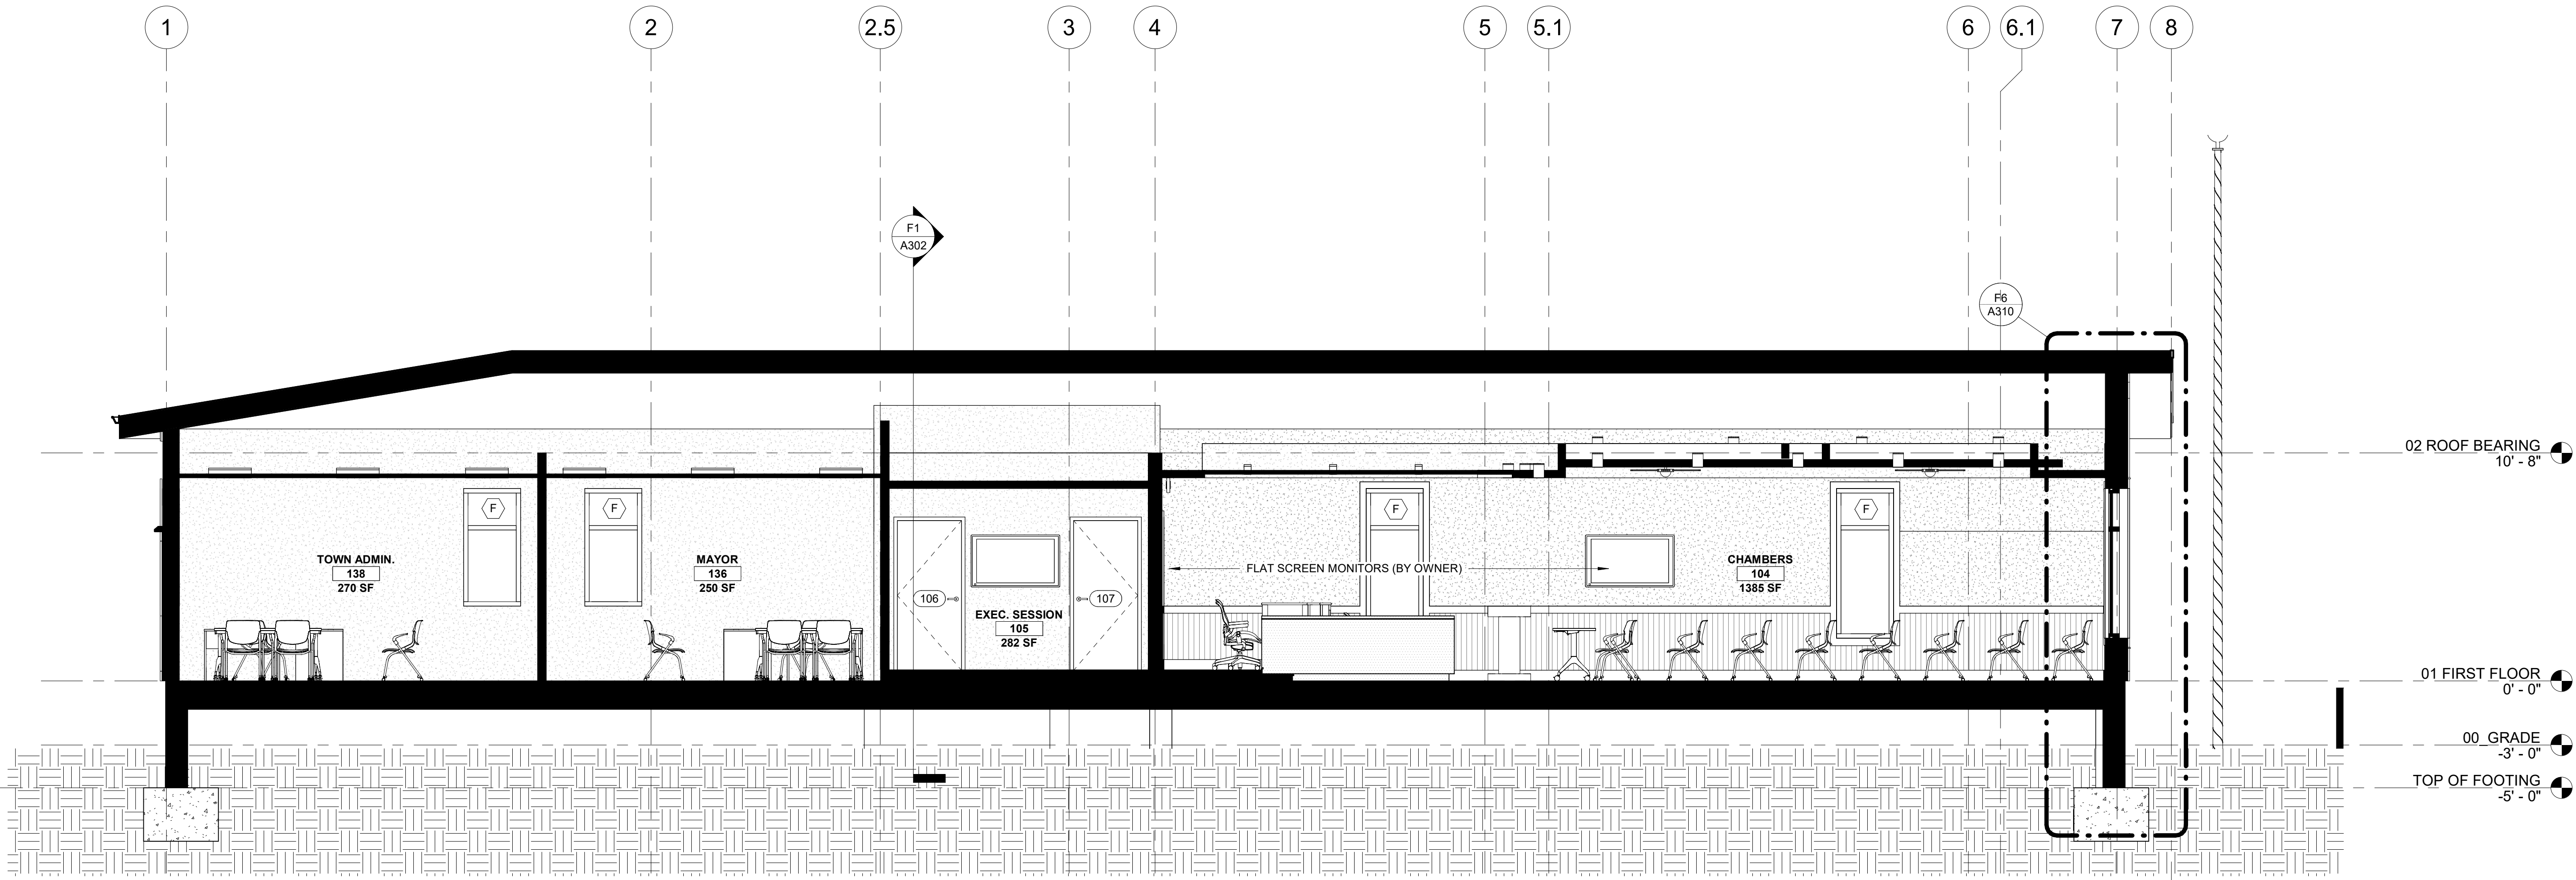 1
2
2.5
3
4
5
5.1
6
6.1
7
8
F1
A302
F6
A310
02 ROOF BEARING
10' - 8"
F
F
F
F
TOWN ADMIN.
138
270 SF
MAYOR
136
250 SF
106
107
EXEC. SESSION
105
282 SF
FLAT SCREEN MONITORS (BY OWNER)
CHAMBERS
104
1385 SF
01 FIRST FLOOR
0' - 0"
00_GRADE
-3' - 0"
TOP OF FOOTING
-5' - 0"